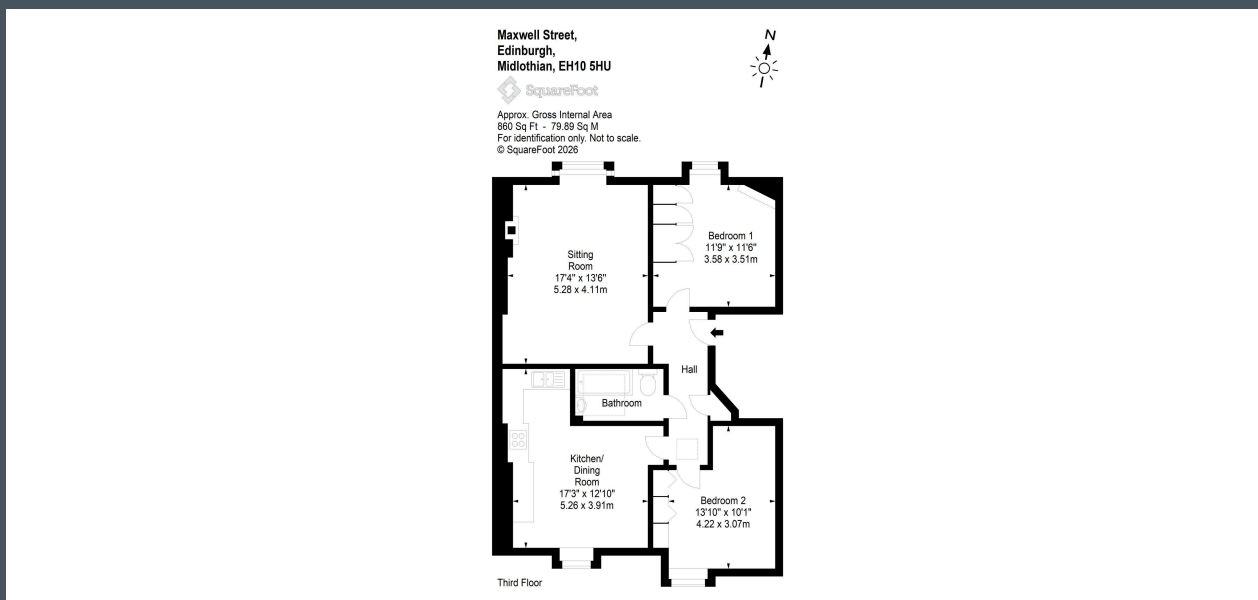 Maxwell Street,
Edinburgh,
Midlothian, EH10 5HU
N
SquareFoot
Approx. Gross Internal Area
860 Sq Ft - 79.89 Sq M
For identification only. Not to scale.
© SquareFoot 2026
Sitting
Room
17'4" x 13'6"
5.28 x 4.11m
Bedroom 1
11'9" x 11'6"
3.58 x 3.51m
Hall
Bathroom
Kitchen/
Dining
Room
17'3" x 12'10"
5.26 x 3.91m
Bedroom 2
13'10" x 10'1"
4.22 x 3.07m
Third Floor